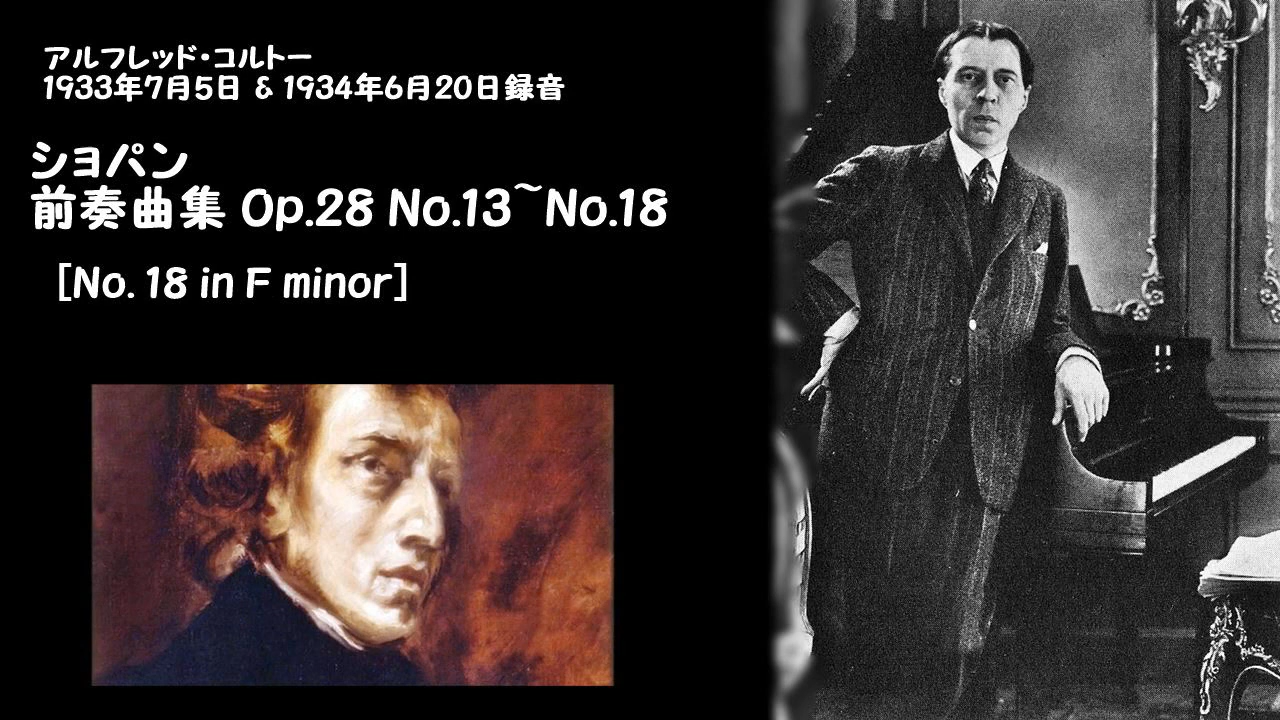 アルフレッド・コルトー
1933年7月5日 & 1934年6月20日録音
ショパン
前奏曲集 Op.28 No.13~No.18
[No. 18 in F minor]